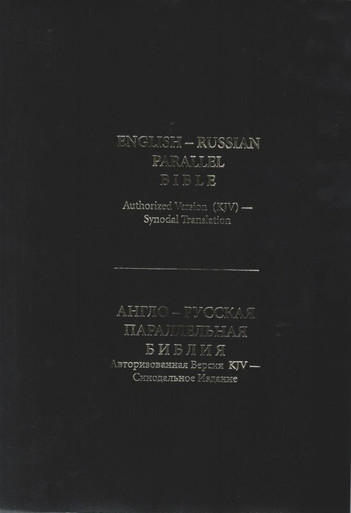 ENGLISH – RUSSIAN
PARALLEL
BIBLE
Authorized Version (KJV) —
Synodal Translation
АНГЛО – РУССКАЯ
ПАРАЛЛЕЛЬНАЯ
БИБЛИЯ
Авторизованная Версия KJV —
Синодальное Издание